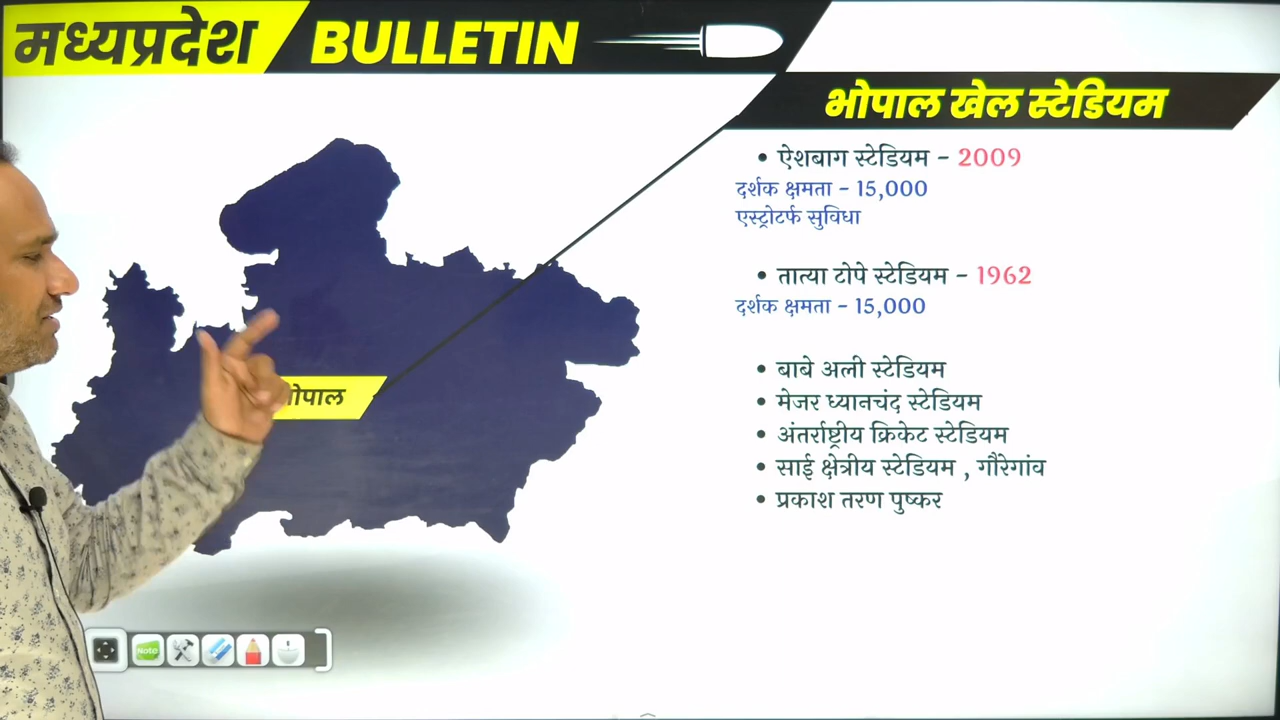 मध्यप्रदेश BULLETIN
भोपाल खेल स्टेडियम
• ऐशबाग स्टेडियम - 2009
दर्शक क्षमता - 15,000
एस्ट्रोटर्फ सुविधा
• तात्या टोपे स्टेडियम - 1962
दर्शक क्षमता - 15,000
• बाबे अली स्टेडियम
• मेजर ध्यानचंद स्टेडियम
• अंतर्राष्ट्रीय क्रिकेट स्टेडियम
• साई क्षेत्रीय स्टेडियम , गौरेगांव
• प्रकाश तरण पुष्कर
भोपाल
Note